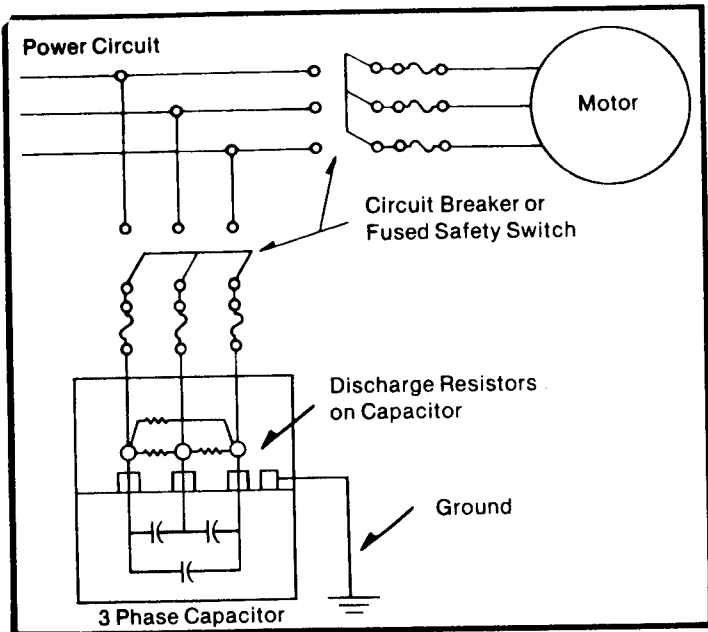 Power Circuit
Motor
Circuit Breaker or
Fused Safety Switch
Discharge Resistors
on Capacitor
Ground
3 Phase Capacitor